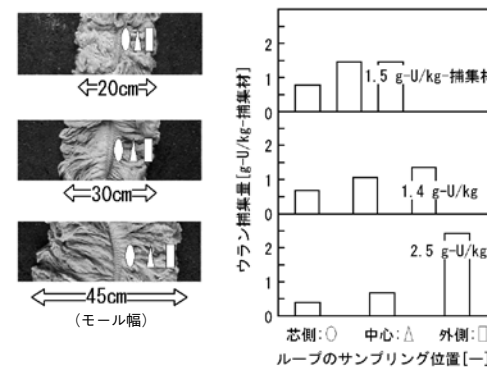 20cm
30cm
45cm
(モール幅)
ウラン捕集量[g-U/kg-捕集材]
2
1
0
1.5 g-U/kg-捕集材
2
1
0
1.4 g-U/kg
2
1
0
2.5 g-U/kg
芯側:○ 中心:△ 外側:□
ループのサンプリング位置[一]